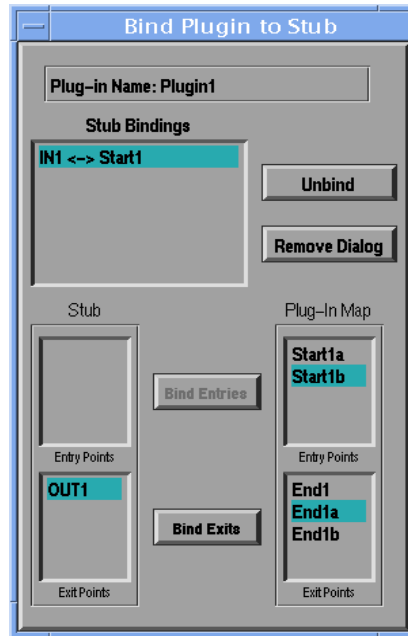 Bind Plugin to Stub
Plug-in Name: Plugin1
Stub Bindings
IN1 <-> Start1
Unbind
Remove Dialog
Stub
Plug-In Map
Start1a
Start1b
Bind Entries
Entry Points
Entry Points
OUT1
End1
End1a
End1b
Bind Exits
Exit Points
Exit Points